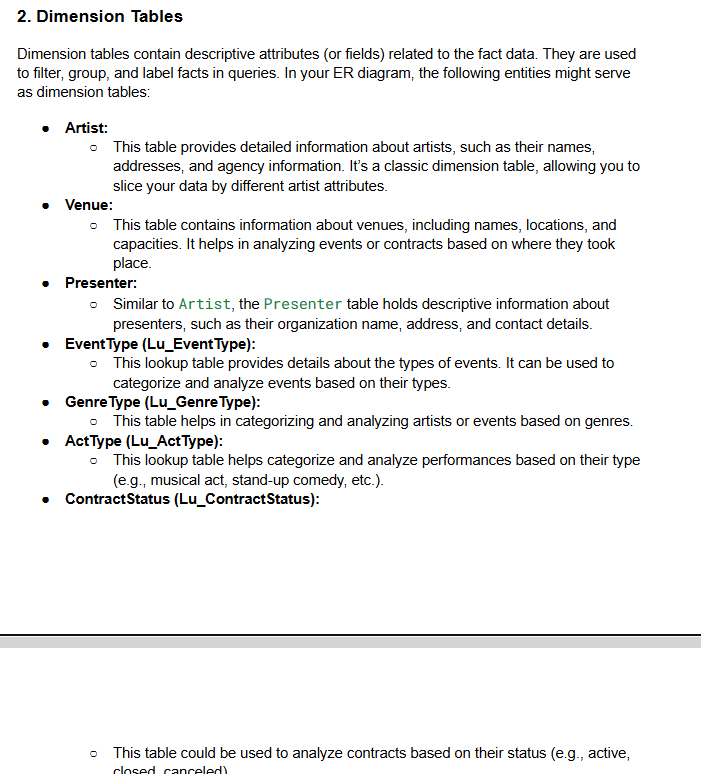 2. Dimension Tables
Dimension tables contain descriptive attributes (or fields) related to the fact data. They are used
to filter, group, and label facts in queries. In your ER diagram, the following entities might serve
as dimension tables:
● Artist:
○ This table provides detailed information about artists, such as their names,
addresses, and agency information. It's a classic dimension table, allowing you to
slice your data by different artist attributes.
● Venue:
○ This table contains information about venues, including names, locations, and
capacities. It helps in analyzing events or contracts based on where they took
place.
● Presenter:
○ Similar to Artist, the Presenter table holds descriptive information about
presenters, such as their organization name, address, and contact details.
● EventType (Lu_EventType):
○ This lookup table provides details about the types of events. It can be used to
categorize and analyze events based on their types.
● GenreType (Lu_GenreType):
○ This table helps in categorizing and analyzing artists or events based on genres.
● ActType (Lu_ActType):
○ This lookup table helps categorize and analyze performances based on their type
(e.g., musical act, stand-up comedy, etc.).
● ContractStatus (Lu_ContractStatus):
○ This table could be used to analyze contracts based on their status (e.g., active,
closed, canceled)